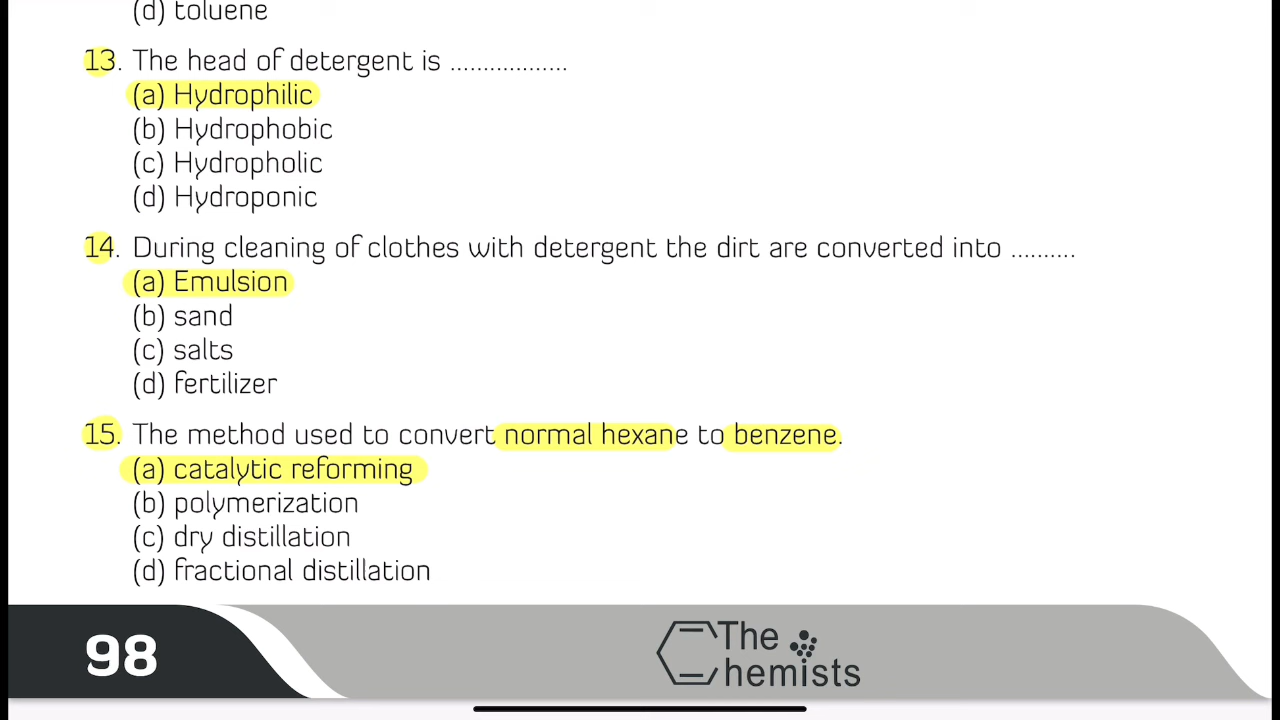 (d) toluene
13. The head of detergent is ..................
(a) Hydrophilic
(b) Hydrophobic
(c) Hydropholic
(d) Hydroponic
14. During cleaning of clothes with detergent the dirt are converted into ..........
(a) Emulsion
(b) sand
(c) salts
(d) fertilizer
15. The method used to convert normal hexane to benzene.
(a) catalytic reforming
(b) polymerization
(c) dry distillation
(d) fractional distillation
98
The
Chemists